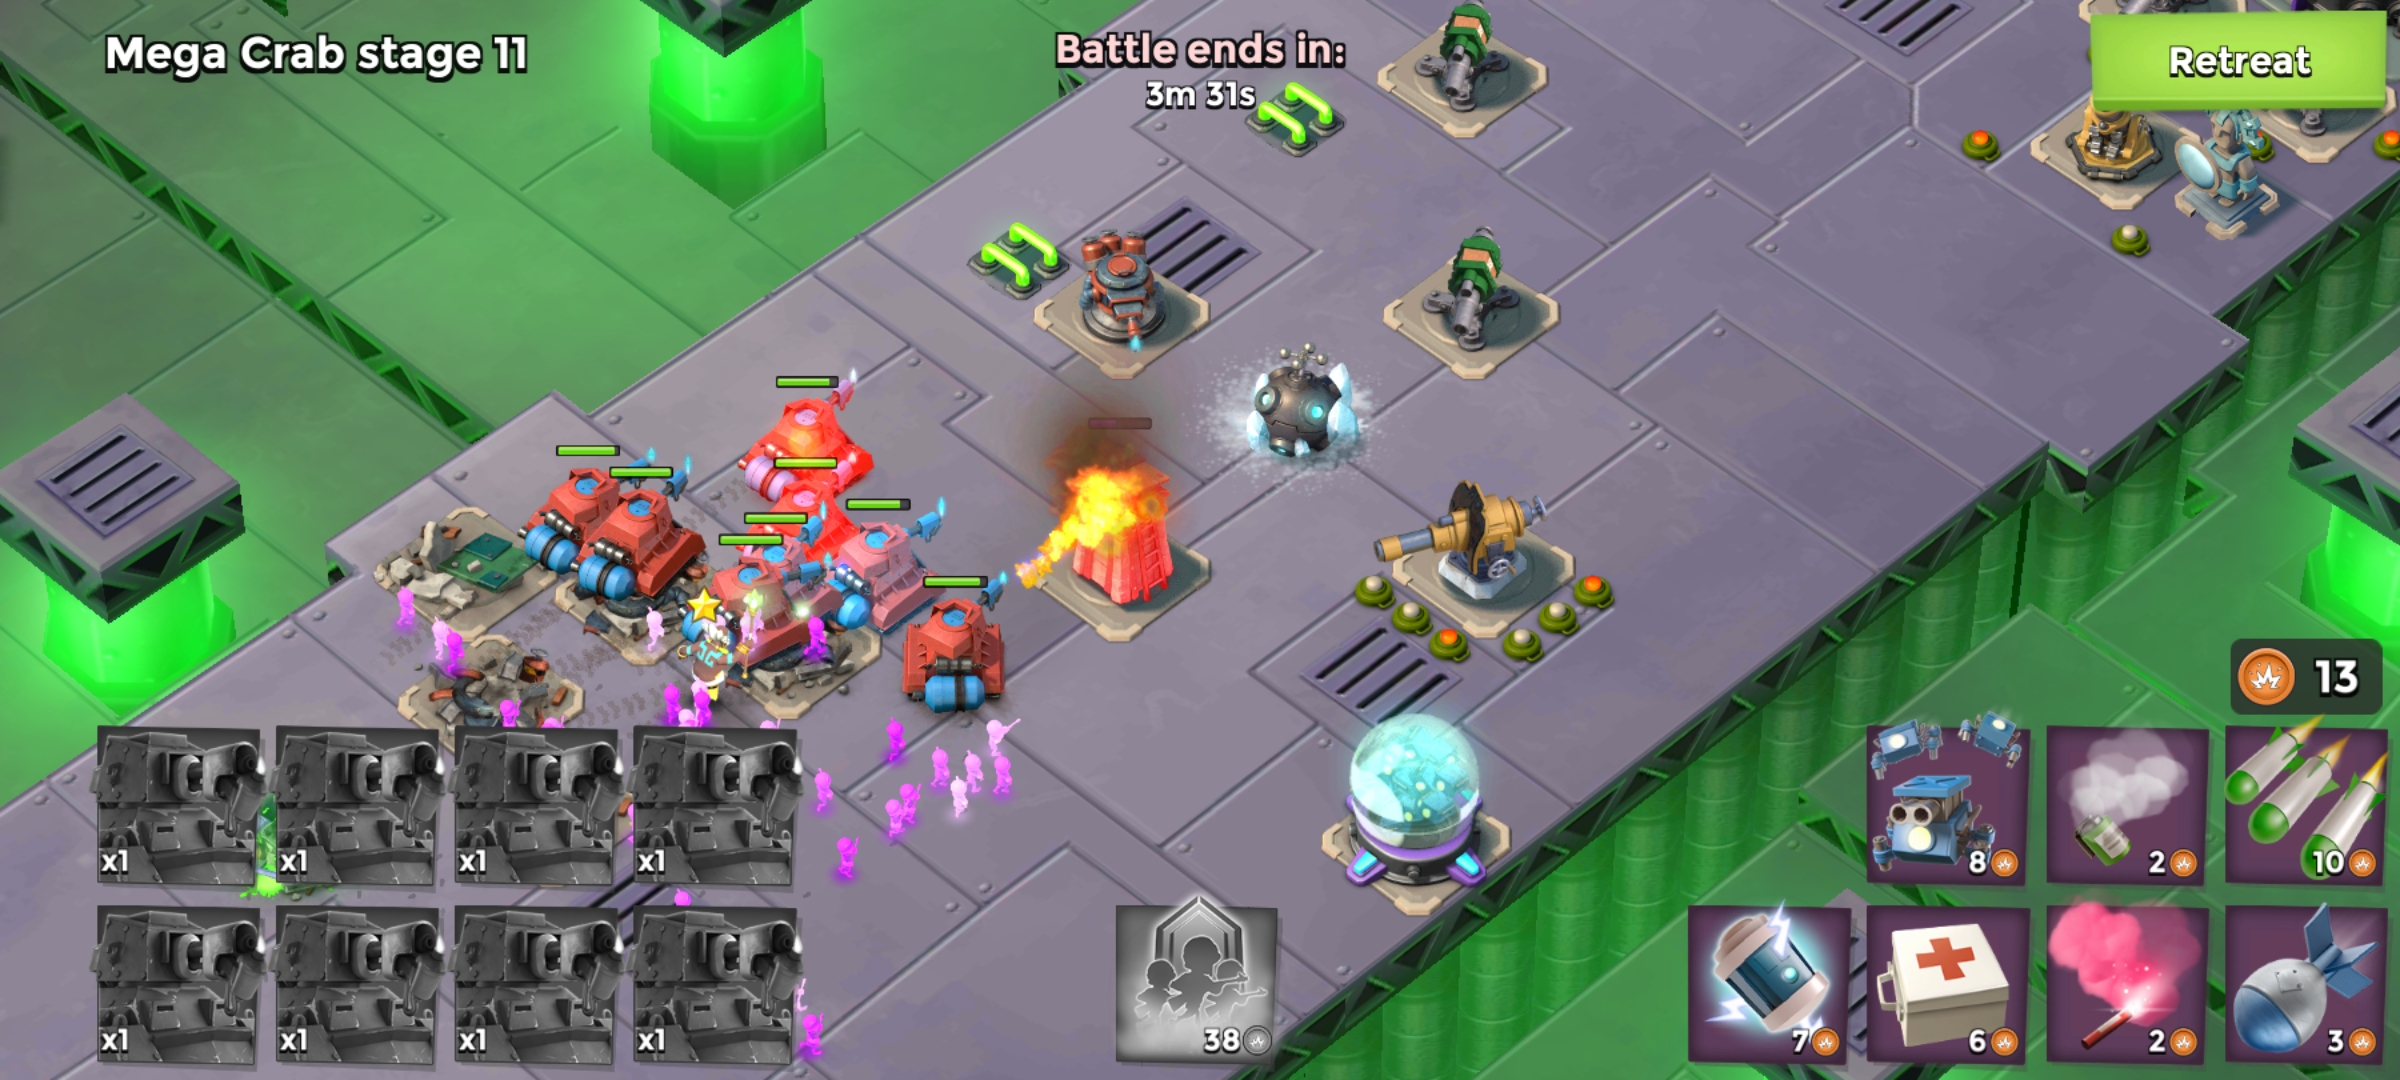 Mega Crab stage 11
Battle ends in:
3m 31s
Retreat
13
x1
x1
x1
x1
8
2
10
x1
x1
x1
x1
38
7
6
2
3